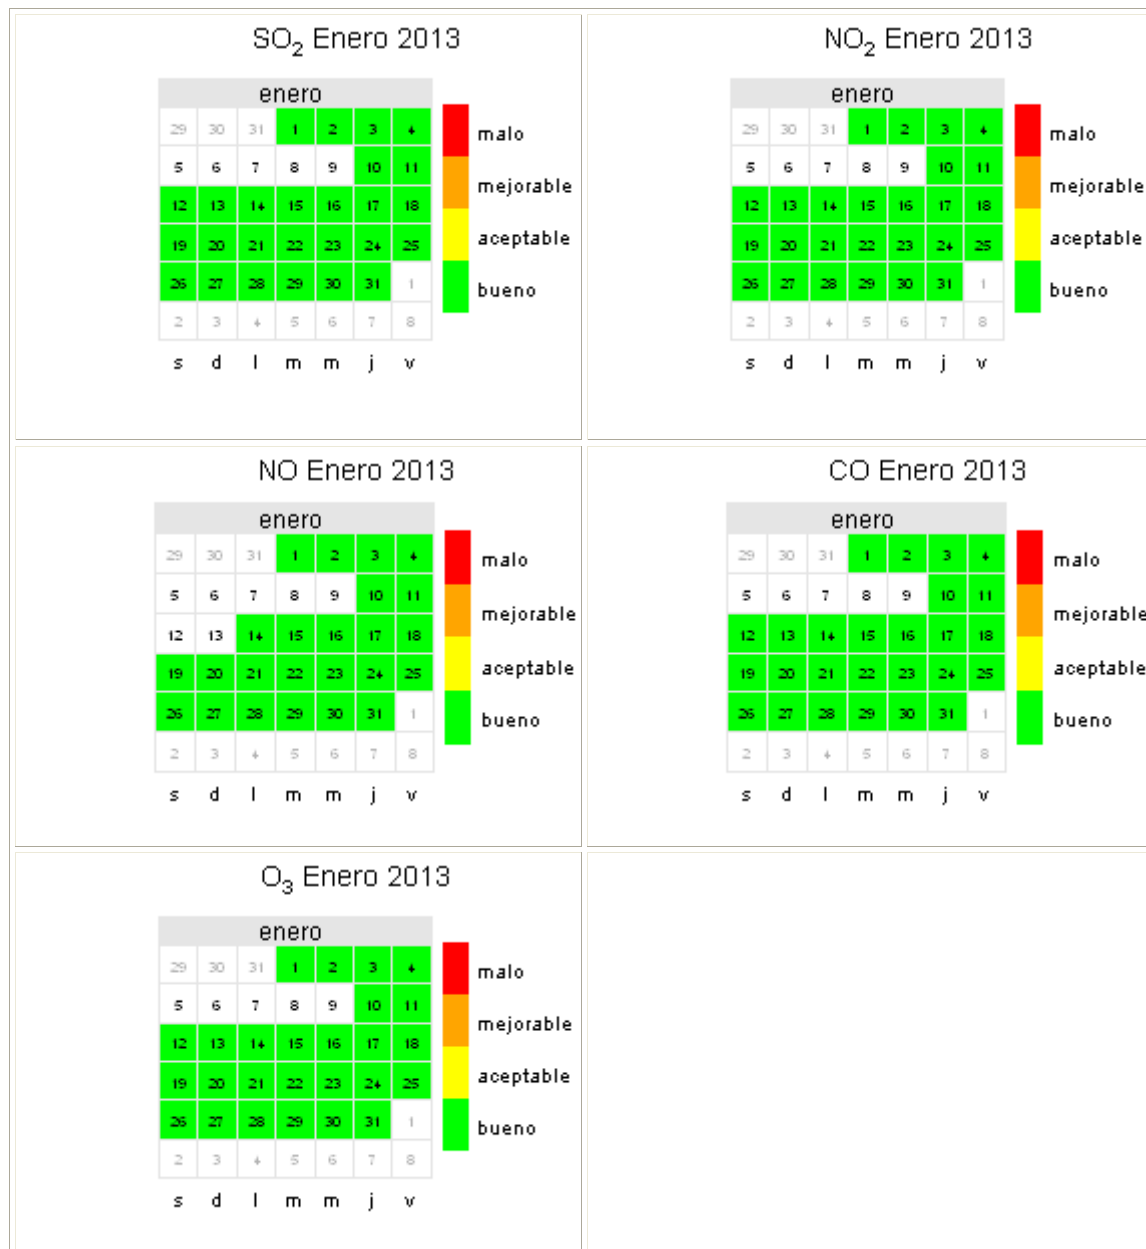 SO₂ Enero 2013
enero
29 30 31 1 2 3 4
5 6 7 8 9 10 11
12 13 14 15 16 17 18
19 20 21 22 23 24 25
26 27 28 29 30 31 1
2 3 4 5 6 7 8
s d l m m j v
malo
mejorable
aceptable
bueno
NO₂ Enero 2013
enero
29 30 31 1 2 3 4
5 6 7 8 9 10 11
12 13 14 15 16 17 18
19 20 21 22 23 24 25
26 27 28 29 30 31 1
2 3 4 5 6 7 8
s d l m m j v
malo
mejorable
aceptable
bueno
NO Enero 2013
enero
29 30 31 1 2 3 4
5 6 7 8 9 10 11
12 13 14 15 16 17 18
19 20 21 22 23 24 25
26 27 28 29 30 31 1
2 3 4 5 6 7 8
s d l m m j v
malo
mejorable
aceptable
bueno
CO Enero 2013
enero
29 30 31 1 2 3 4
5 6 7 8 9 10 11
12 13 14 15 16 17 18
19 20 21 22 23 24 25
26 27 28 29 30 31 1
2 3 4 5 6 7 8
s d l m m j v
malo
mejorable
aceptable
bueno
O₃ Enero 2013
enero
29 30 31 1 2 3 4
5 6 7 8 9 10 11
12 13 14 15 16 17 18
19 20 21 22 23 24 25
26 27 28 29 30 31 1
2 3 4 5 6 7 8
s d l m m j v
malo
mejorable
aceptable
bueno